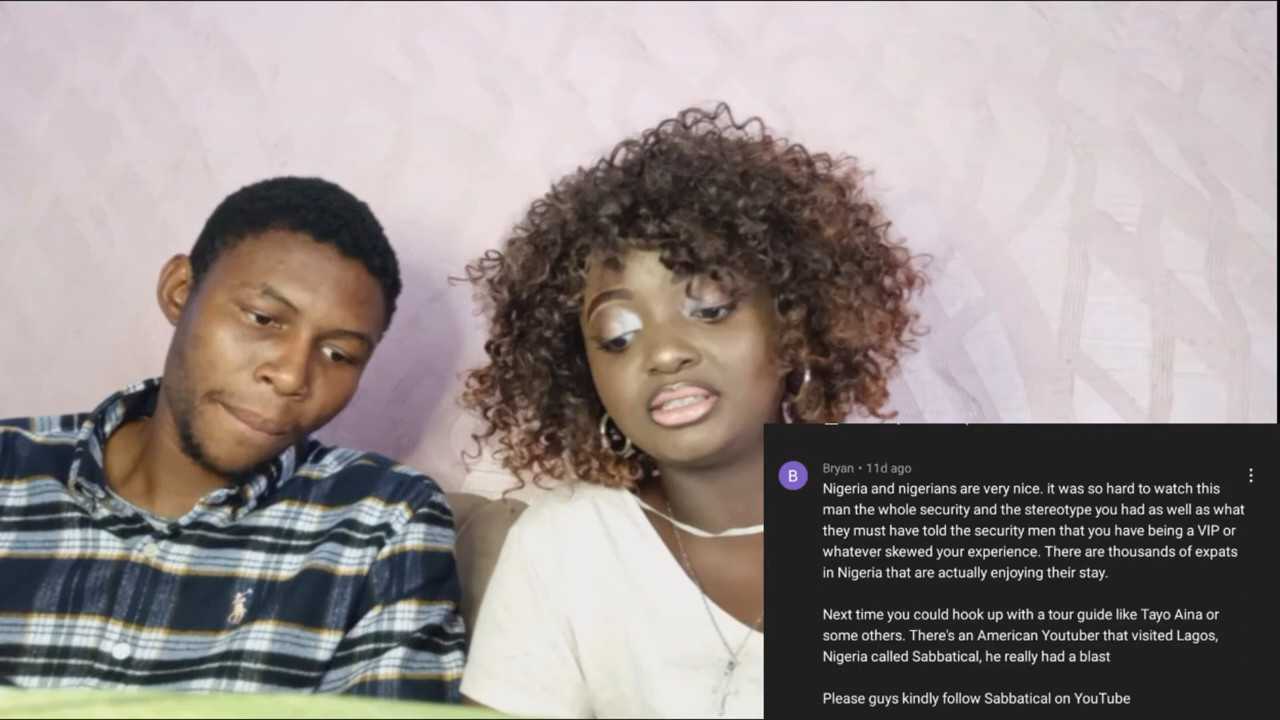 B
Bryan • 11d ago
Nigeria and nigerians are very nice. it was so hard to watch this
man the whole security and the stereotype you had as well as what
they must have told the security men that you have being a VIP or
whatever skewed your experience. There are thousands of expats
in Nigeria that are actually enjoying their stay.
Next time you could hook up with a tour guide like Tayo Aina or
some others. There's an American Youtuber that visited Lagos,
Nigeria called Sabbatical, he really had a blast
Please guys kindly follow Sabbatical on YouTube